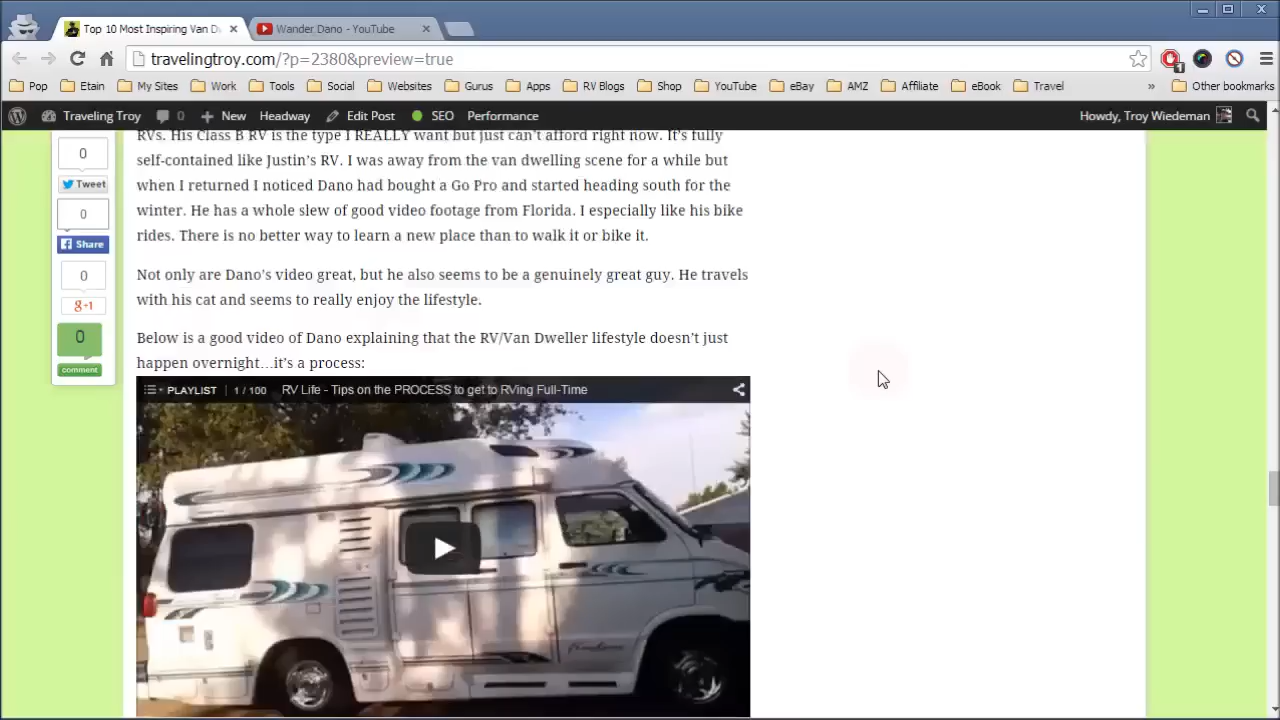 Top 10 Most Inspiring Van D
Wander Dano - YouTube
travelingtroy.com/?p=2380&preview=true
Pop
Etain
My Sites
Work
Tools
Social
Websites
Gurus
Apps
RV Blogs
Shop
YouTube
eBay
AMZ
Affiliate
eBook
Travel
Other bookmarks
Traveling Troy
0
New
Headway
Edit Post
SEO
Performance
Howdy, Troy Wiedeman
0
Tweet
0
Share
0
g+1
0
comment
RVs. His Class B RV is the type I REALLY want but just can't afford right now. It's fully
self-contained like Justin's RV. I was away from the van dwelling scene for a while but
when I returned I noticed Dano had bought a Go Pro and started heading south for the
winter. He has a whole slew of good video footage from Florida. I especially like his bike
rides. There is no better way to learn a new place than to walk it or bike it.
Not only are Dano's video great, but he also seems to be a genuinely great guy. He travels
with his cat and seems to really enjoy the lifestyle.
Below is a good video of Dano explaining that the RV/Van Dweller lifestyle doesn't just
happen overnight…it's a process:
PLAYLIST 1 / 100 RV Life - Tips on the PROCESS to get to RVing Full-Time